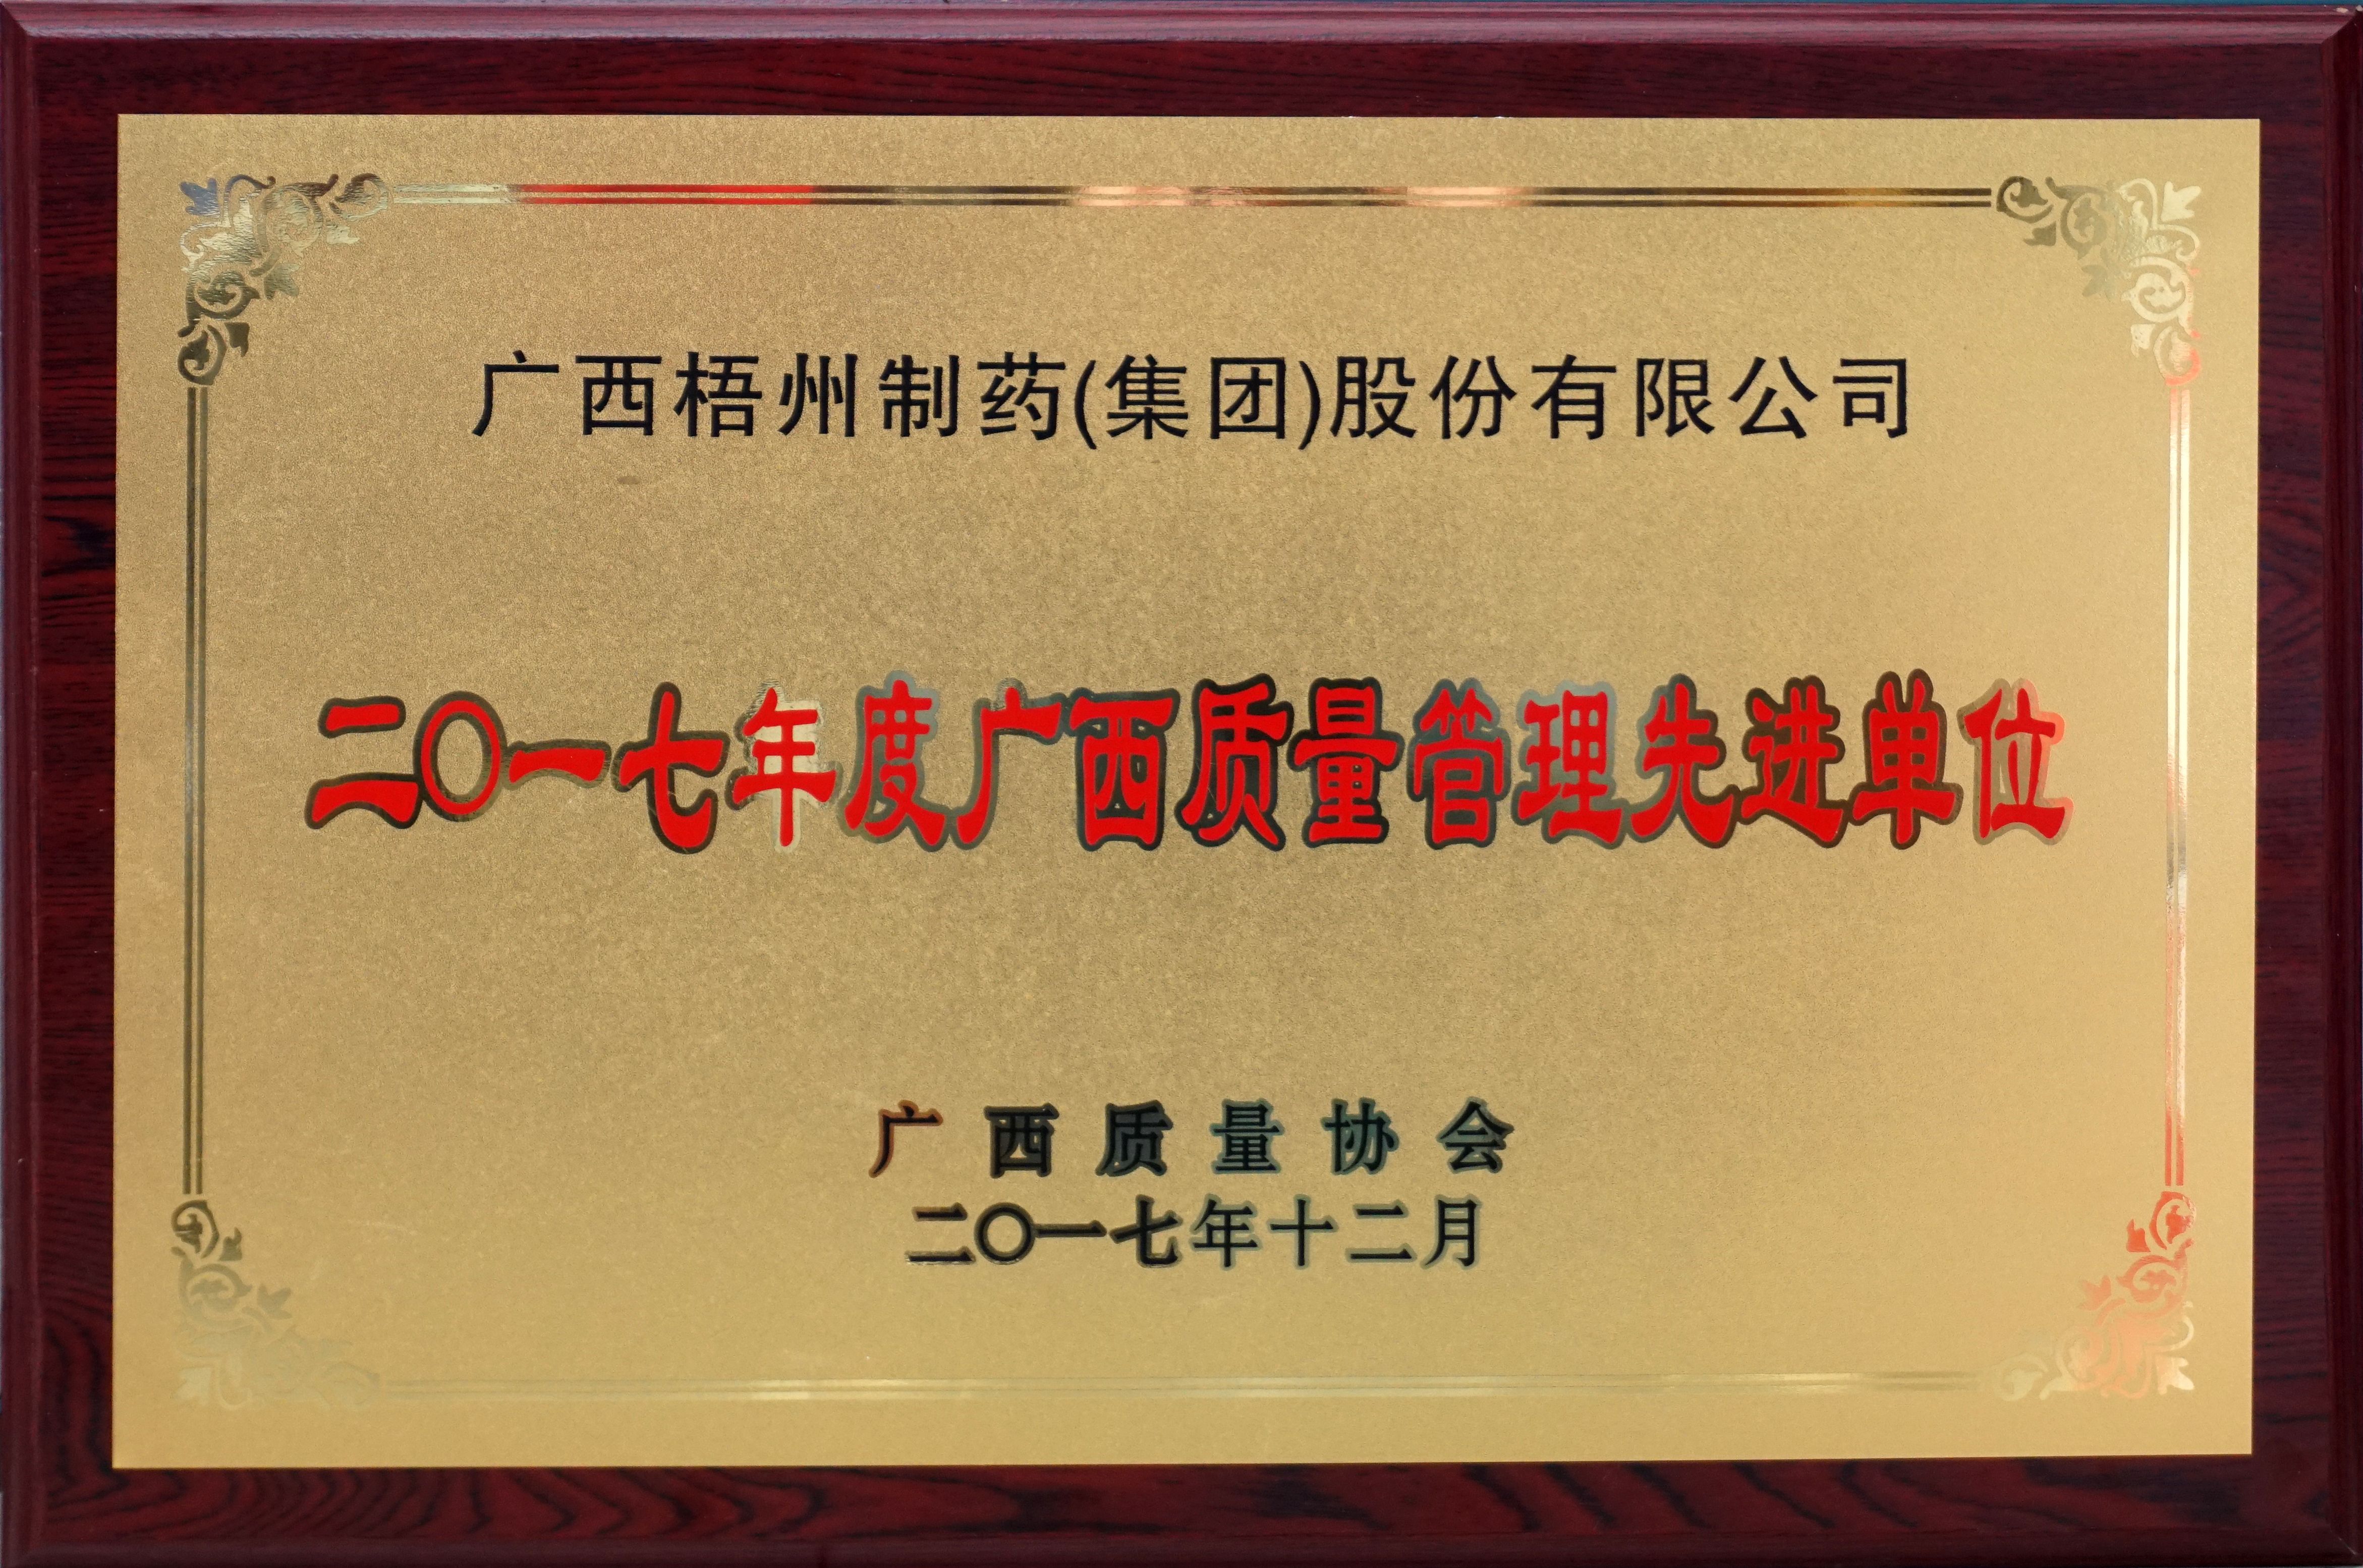 广西梧州制药(集团)股份有限公司
二〇一七年度广西质量管理先进单位
广西质量协会
二〇一七年十二月